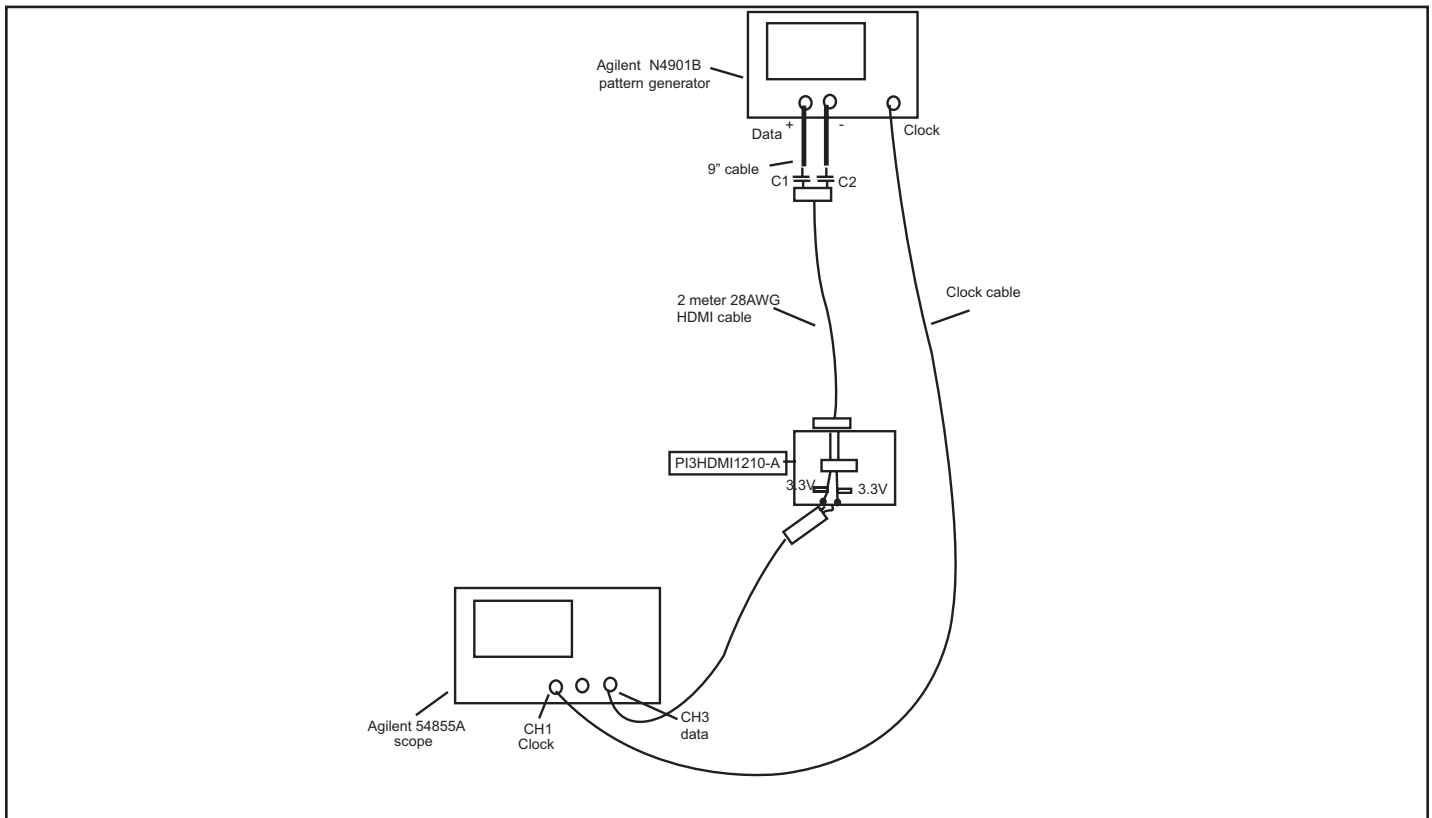 Agilent N4901B
pattern generator
Data
+
-
Clock
9” cable
C1
C2
2 meter 28AWG
HDMI cable
Clock cable
PI3HDMI1210-A
3.3V
3.3V
Agilent 54855A
scope
CH1
Clock
CH3
data